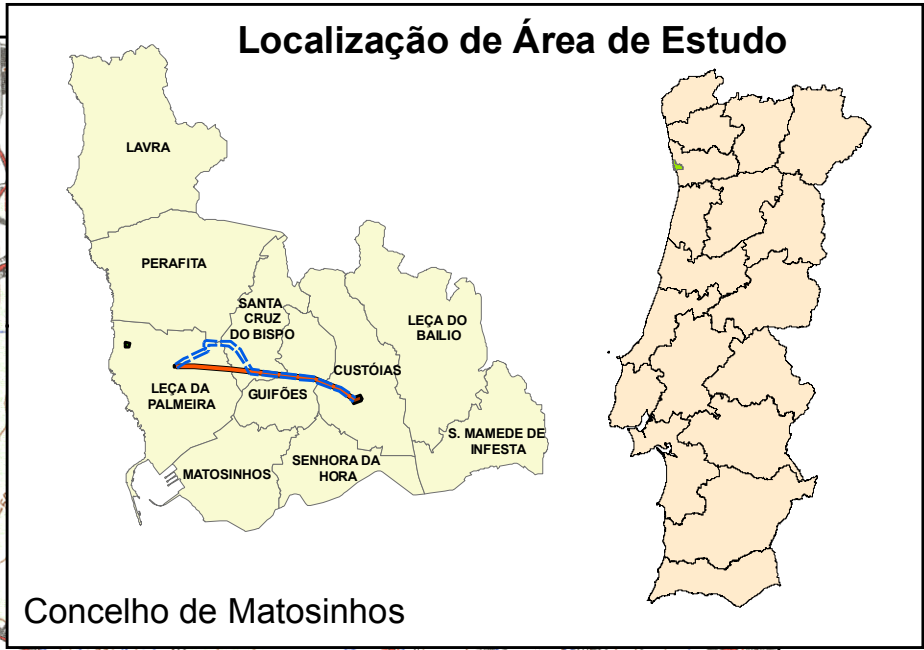 Localização de Área de Estudo
LAVRA
PERAFITA
SANTA
CRUZ
DO BISPO
LEÇA DO
BAILIO
CUSTÓIAS
LEÇA DA
PALMEIRA
GUIFÕES
S. MAMEDE DE
INFESTA
SENHORA DA
HORA
MATOSINHOS
Concelho de Matosinhos